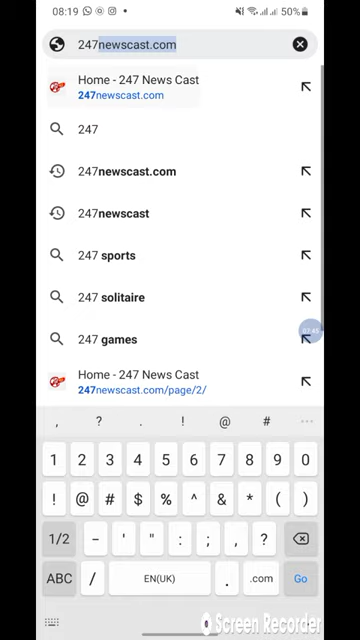 08:19 50%
247newscast.com
Home - 247 News Cast
247newscast.com
247
247newscast.com
247newscast
247 sports
247 solitaire
07:45
247 games
Home - 247 News Cast
247newscast.com/page/2/
, ? . ! @ # ...
1 2 3 4 5 6 7 8 9 0
! @ # $ % ^ & * ( )
1/2 - ' " : ; , ?
ABC / EN(UK) . .com Go
Screen Recorder